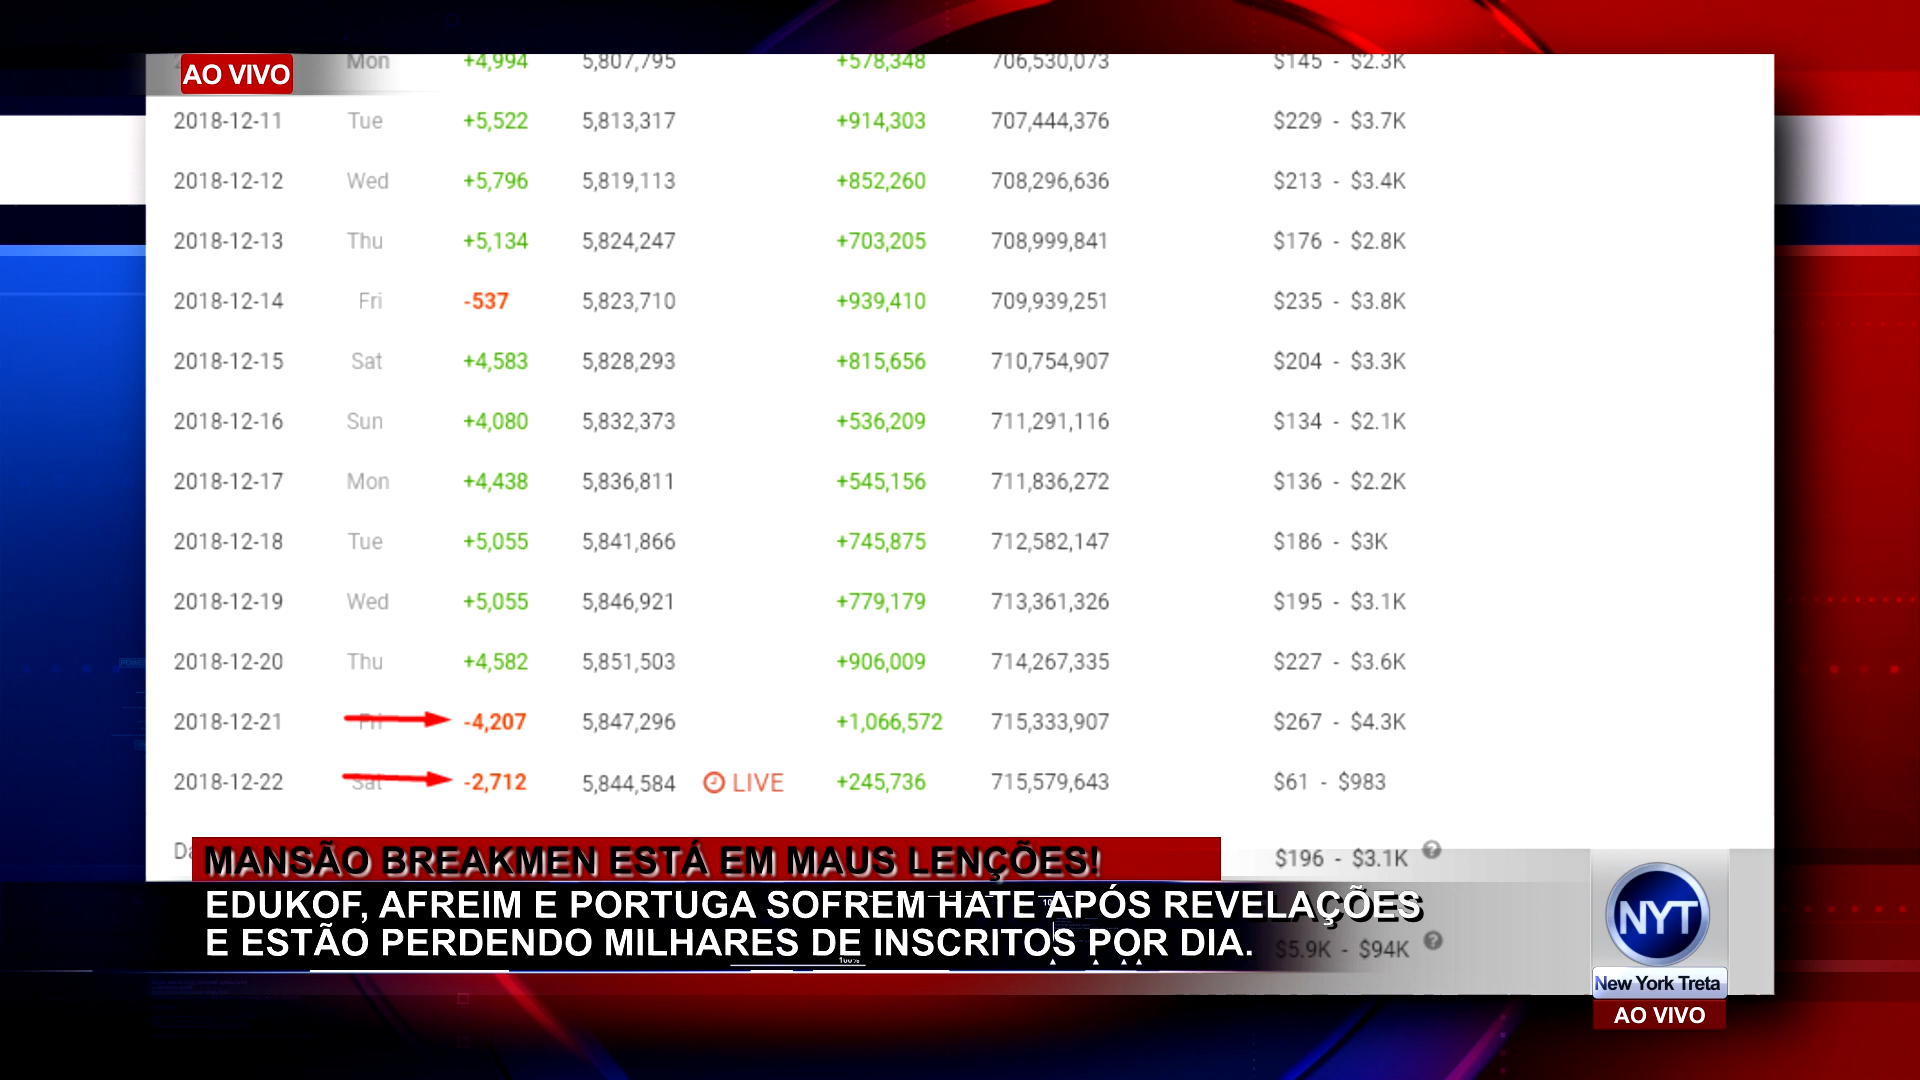 AO VIVO
Mon +4,994 5,807,795 +578,348 706,530,073 $145 - $2.3K
2018-12-11 Tue +5,522 5,813,317 +914,303 707,444,376 $229 - $3.7K
2018-12-12 Wed +5,796 5,819,113 +852,260 708,296,636 $213 - $3.4K
2018-12-13 Thu +5,134 5,824,247 +703,205 708,999,841 $176 - $2.8K
2018-12-14 Fri -537 5,823,710 +939,410 709,939,251 $235 - $3.8K
2018-12-15 Sat +4,583 5,828,293 +815,656 710,754,907 $204 - $3.3K
2018-12-16 Sun +4,080 5,832,373 +536,209 711,291,116 $134 - $2.1K
2018-12-17 Mon +4,438 5,836,811 +545,156 711,836,272 $136 - $2.2K
2018-12-18 Tue +5,055 5,841,866 +745,875 712,582,147 $186 - $3K
2018-12-19 Wed +5,055 5,846,921 +779,179 713,361,326 $195 - $3.1K
2018-12-20 Thu +4,582 5,851,503 +906,009 714,267,335 $227 - $3.6K
2018-12-21 Fri -4,207 5,847,296 +1,066,572 715,333,907 $267 - $4.3K
2018-12-22 Sat -2,712 5,844,584 LIVE +245,736 715,579,643 $61 - $983
$196 - $3.1K ?
MANSÃO BREAKMEN ESTÁ EM MAUS LENÇÕES!
EDUKOF, AFREIM E PORTUGA SOFREM HATE APÓS REVELAÇÕES
E ESTÃO PERDENDO MILHARES DE INSCRITOS POR DIA.
$5.9K - $94K ?
NYT
New York Treta
AO VIVO